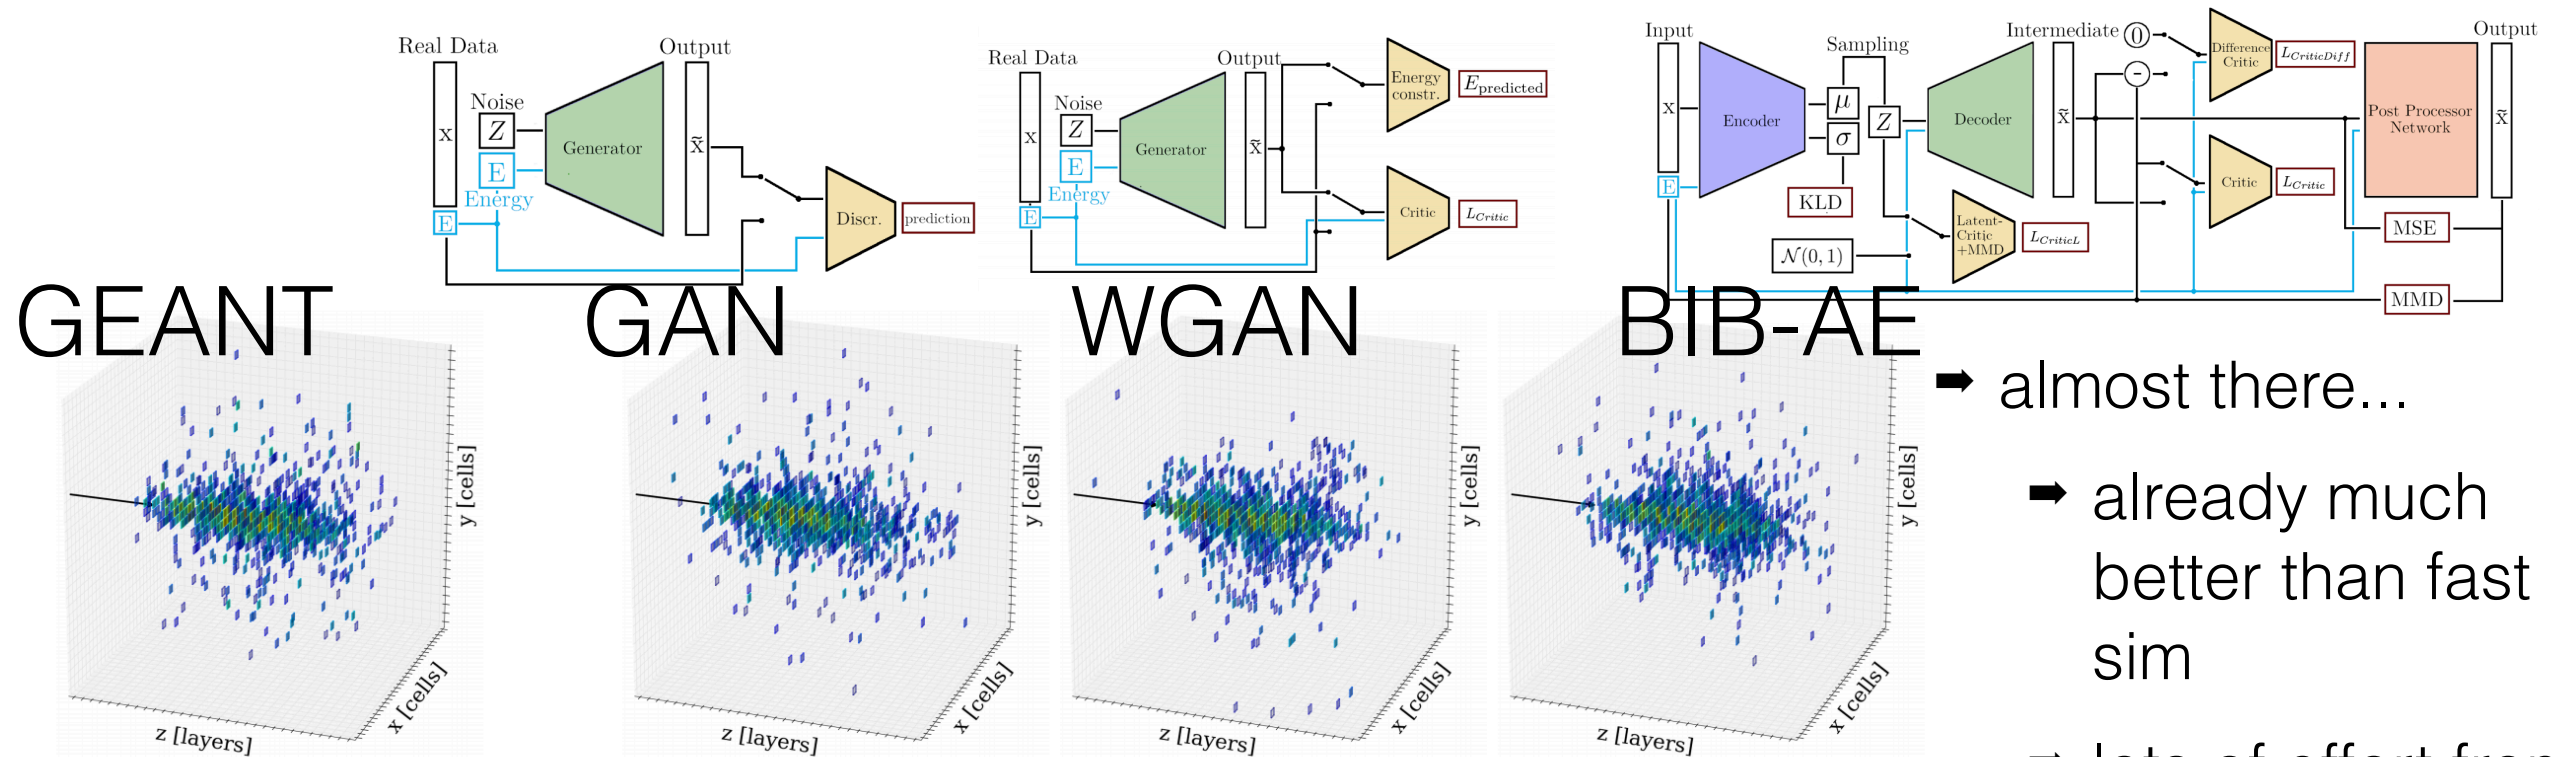 Real Data
Output
Noise
x
Z
E
Energy
E
Generator
x̃
Discr.
prediction
Real Data
Output
Noise
x
Z
E
Energy
E
Generator
x̃
Energy
constr.
E_predicted
Critic
L_Critic
Input
x
E
Encoder
Sampling
μ
σ
KLD
Z
N(0, 1)
Latent-
Critic
+MMD
L_CriticL
Decoder
Intermediate
x̃
0
-
Difference
Critic
L_CriticDiff
Critic
L_Critic
Post Processor
Network
Output
x̃
MSE
MMD
GEANT
GAN
WGAN
BIB-AE
y [cells]
x [cells]
z [layers]
y [cells]
x [cells]
z [layers]
y [cells]
x [cells]
z [layers]
y [cells]
x [cells]
z [layers]
➡ almost there...
➡ already much
better than fast
sim
lots of effort